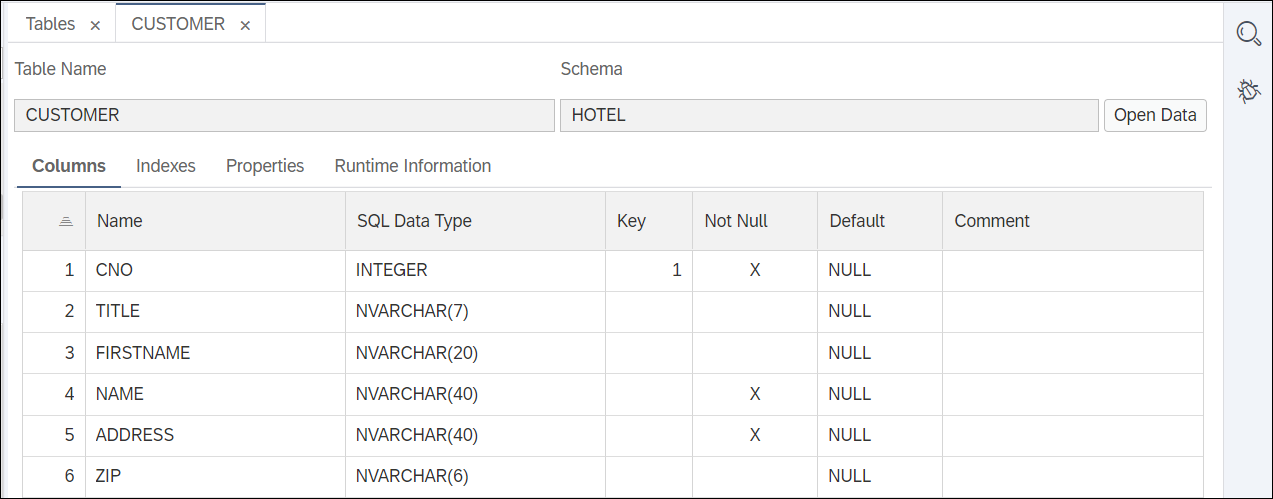 Tables × CUSTOMER ×
Table Name Schema
CUSTOMER HOTEL Open Data
Columns Indexes Properties Runtime Information
Name SQL Data Type Key Not Null Default Comment
1 CNO INTEGER 1 X NULL
2 TITLE NVARCHAR(7) NULL
3 FIRSTNAME NVARCHAR(20) NULL
4 NAME NVARCHAR(40) X NULL
5 ADDRESS NVARCHAR(40) X NULL
6 ZIP NVARCHAR(6) NULL